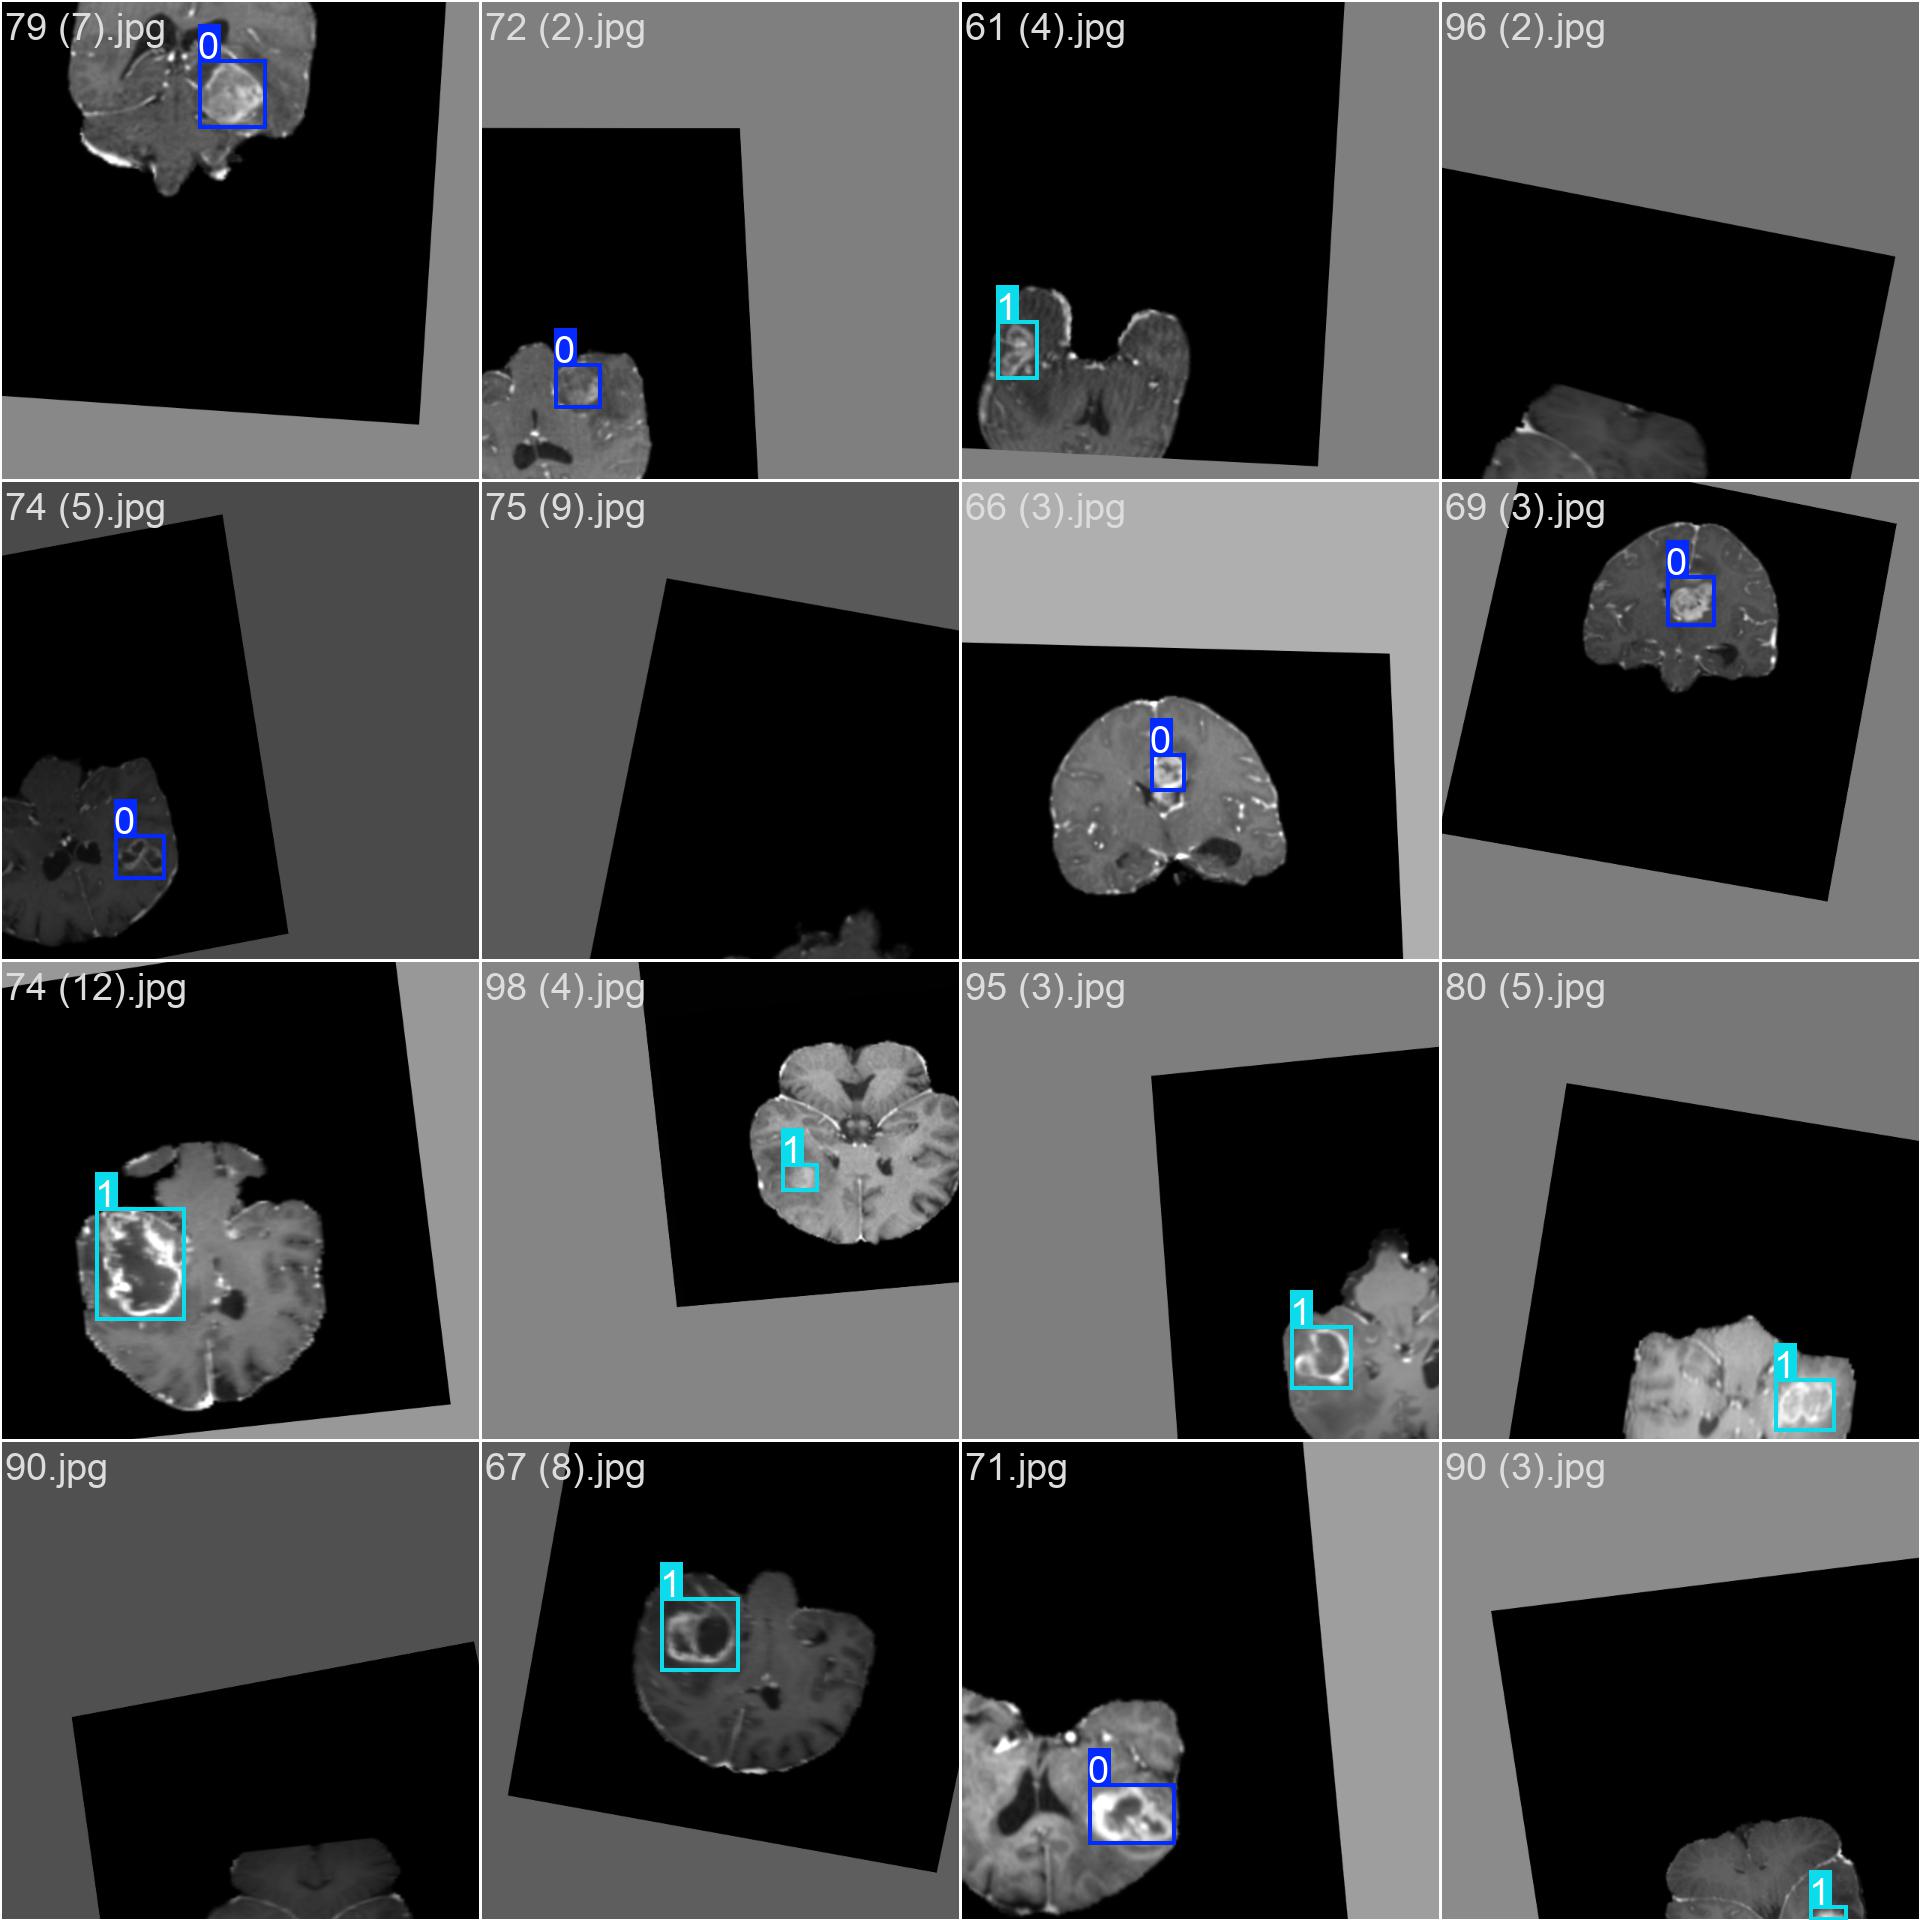 79 (7).jpg
0
72 (2).jpg
0
61 (4).jpg
1
96 (2).jpg
74 (5).jpg
0
75 (9).jpg
66 (3).jpg
0
69 (3).jpg
0
74 (12).jpg
1
98 (4).jpg
1
95 (3).jpg
1
80 (5).jpg
1
90.jpg
67 (8).jpg
1
71.jpg
0
90 (3).jpg
1